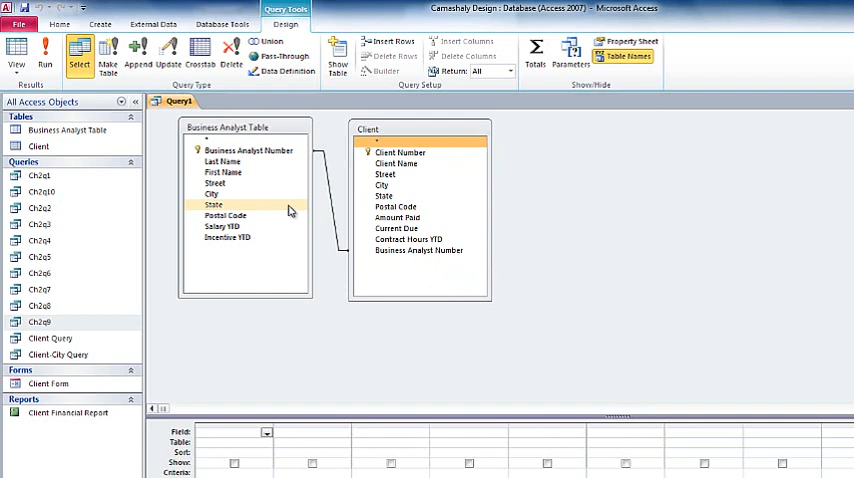 Query Tools
Camashaly Design : Database (Access 2007) - Microsoft Access
File Home Create External Data Database Tools Design
View
Run
Select
Make Table
Append
Update
Crosstab
Delete
Union
Pass-Through
Data Definition
Show Table
Insert Rows
Delete Rows
Builder
Insert Columns
Delete Columns
Return: All
Totals
Parameters
Property Sheet
Table Names
Results
Query Type
Query Setup
Show/Hide
All Access Objects
Tables
Business Analyst Table
Client
Queries
Ch2q1
Ch2q10
Ch2q2
Ch2q3
Ch2q4
Ch2q5
Ch2q6
Ch2q7
Ch2q8
Ch2q9
Client Query
Client-City Query
Forms
Client Form
Reports
Client Financial Report
Query1
Business Analyst Table
*
Business Analyst Number
Last Name
First Name
Street
City
State
Postal Code
Salary YTD
Incentive YTD
Client
*
Client Number
Client Name
Street
City
State
Postal Code
Amount Paid
Current Due
Contract Hours YTD
Business Analyst Number
Field:
Table:
Sort:
Show:
Criteria: